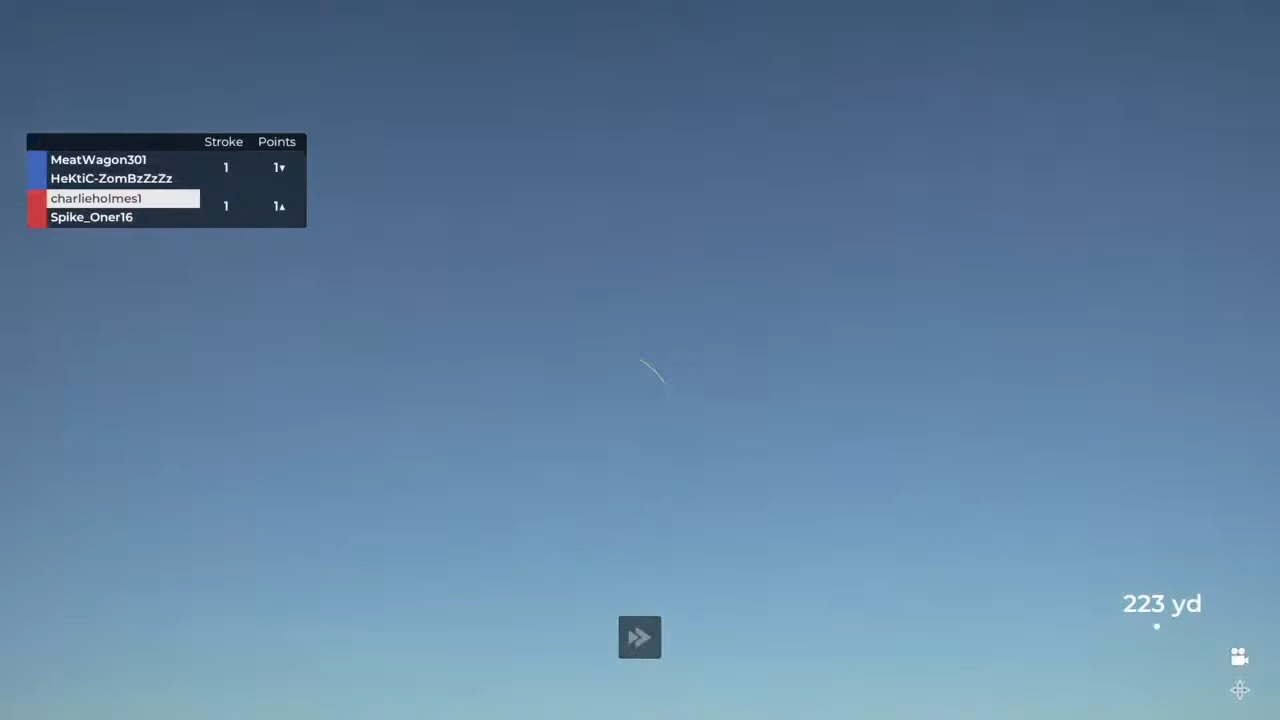 Stroke Points
MeatWagon301
HeKtiC-ZomBzZzZz
1 1▾
charlieholmes1
Spike_Oner16
1 1▴
223 yd